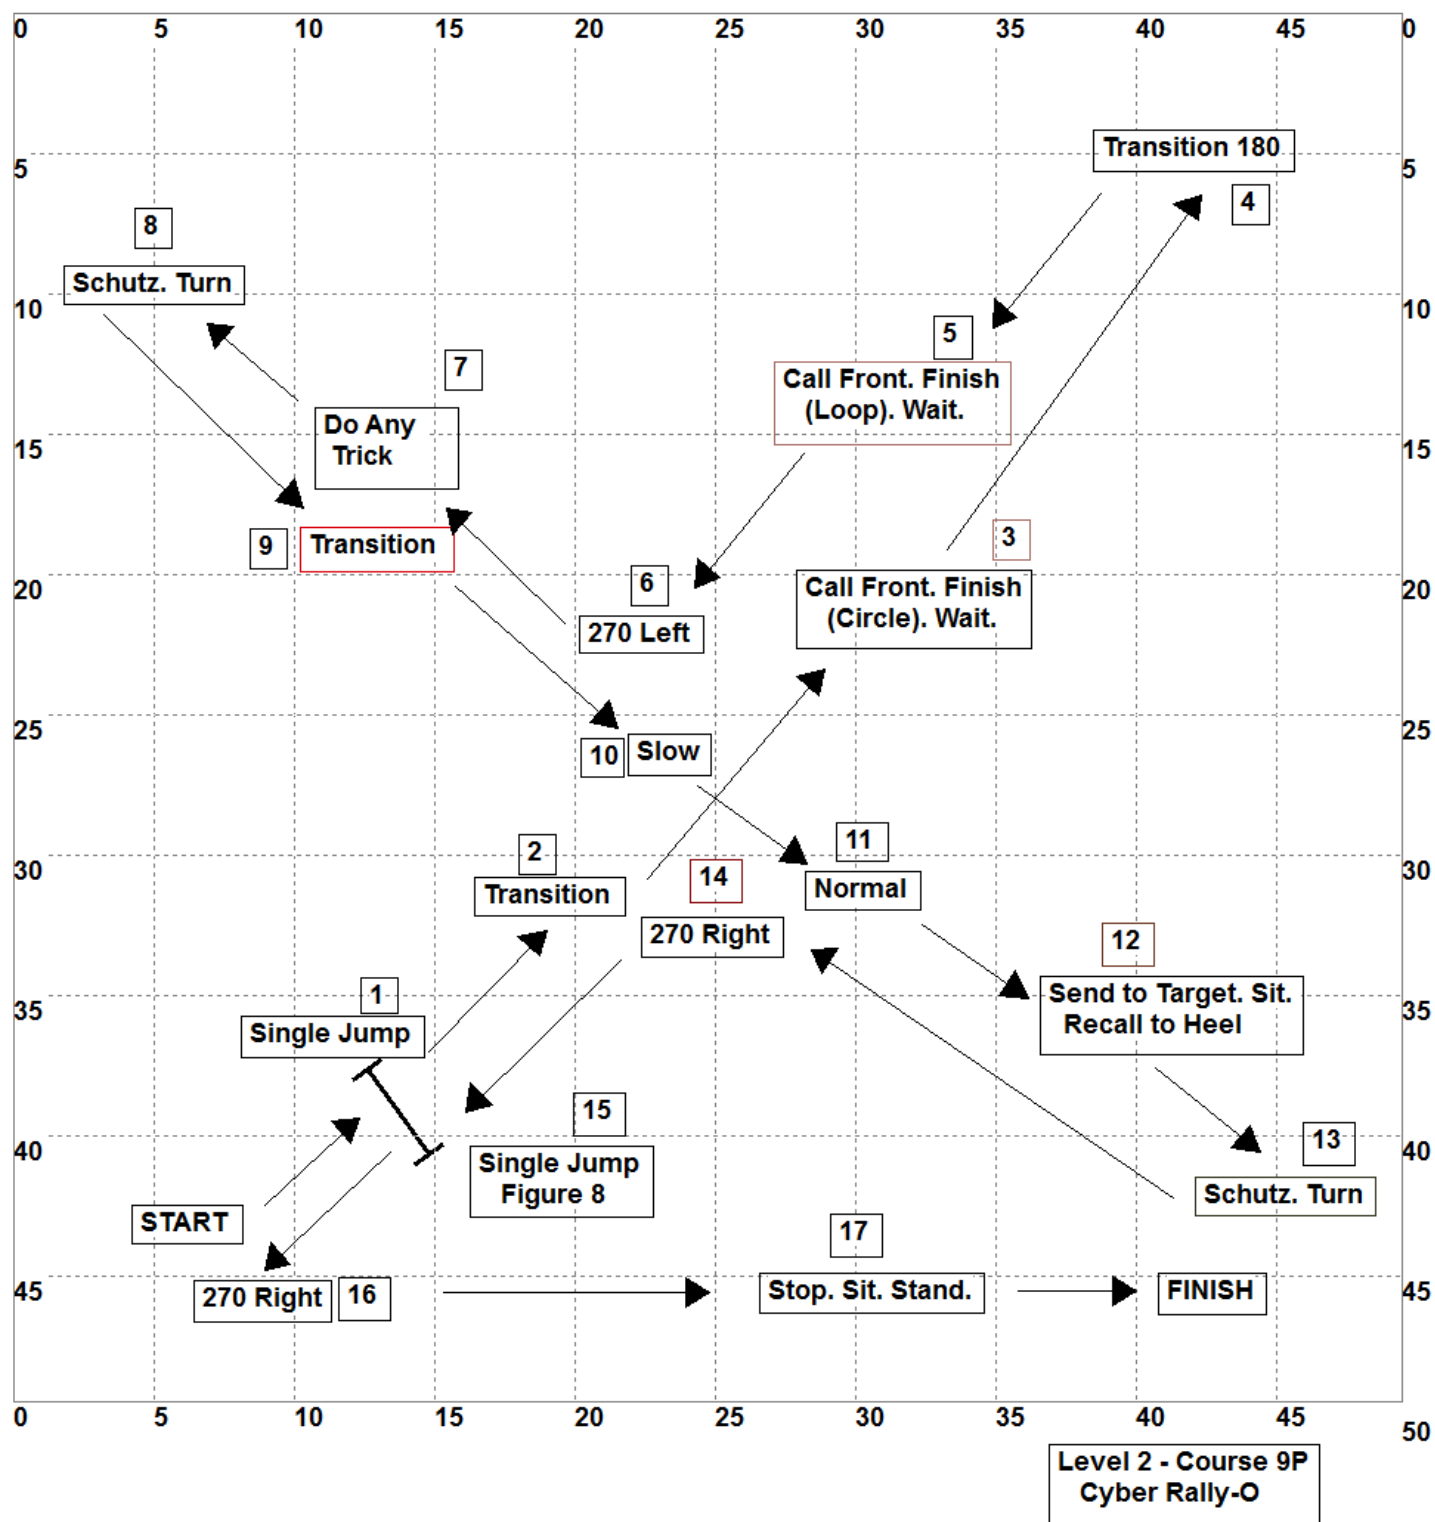 0 5 10 15 20 25 30 35 40 45 0
Transition 180
5 5
4
8
Schutz. Turn
10 10
5
7
Call Front. Finish
(Loop). Wait.
Do Any
Trick
15 15
3
9
Transition
6
20 20
Call Front. Finish
(Circle). Wait.
270 Left
25 25
10
Slow
2
11
30 30
14
Transition
Normal
270 Right
12
1
35 35
Send to Target. Sit.
Recall to Heel
Single Jump
15
40 40
13
Single Jump
Figure 8
Schutz. Turn
START
17
45 45
270 Right
16
Stop. Sit. Stand.
FINISH
0 5 10 15 20 25 30 35 40 45 50
Level 2 - Course 9P
Cyber Rally-O